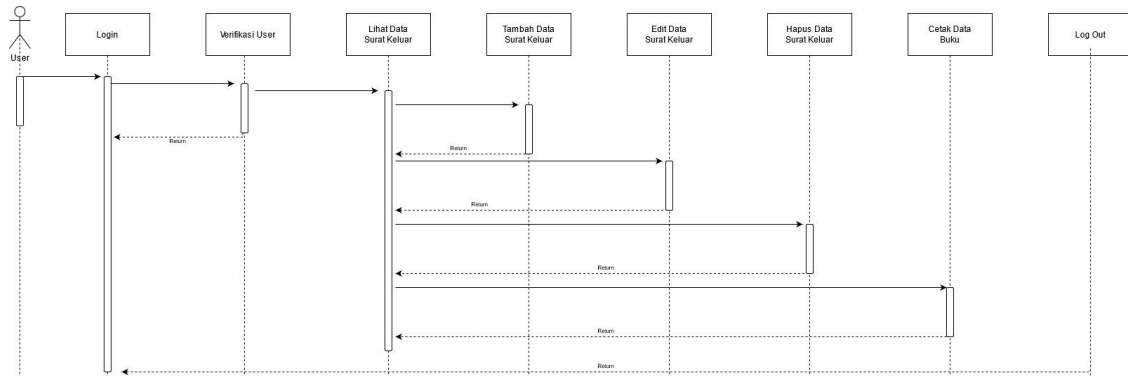 User
Login
Verifikasi User
Lihat Data
Surat Keluar
Tambah Data
Surat Keluar
Edit Data
Surat Keluar
Hapus Data
Surat Keluar
Cetak Data
Buku
Log Out
Return
Return
Return
Return
Return
Return